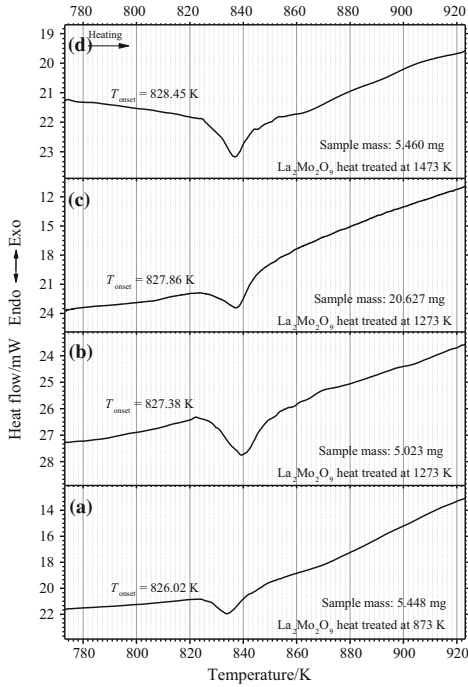 780 800 820 840 860 880 900 920
(d)
Heating
19
20
21
22
23
T onset = 828.45 K
Sample mass: 5.460 mg
La2Mo2O9 heat treated at 1473 K
(c)
12
15
18
21
24
T onset = 827.86 K
Sample mass: 20.627 mg
La2Mo2O9 heat treated at 1273 K
Heat flow/mW Endo Exo
(b)
24
25
26
27
28
T onset = 827.38 K
Sample mass: 5.023 mg
La2Mo2O9 heat treated at 1273 K
(a)
14
16
18
20
22
T onset = 826.02 K
Sample mass: 5.448 mg
La2Mo2O9 heat treated at 873 K
780 800 820 840 860 880 900 920
Temperature/K